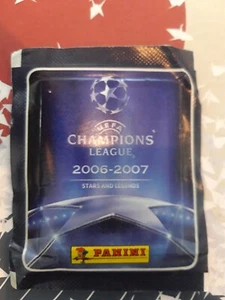 UEFA
CHAMPIONS
LEAGUE
2006-2007
STARS AND LEGENDS
PANINI